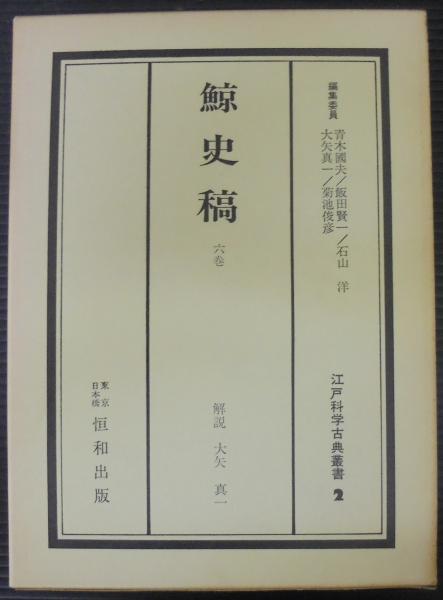 編集委員
青木國夫／飯田賢一／石山 洋
大矢真一／菊池俊彦
江戸科学古典叢書 2
鯨史稿
六巻
解説 大矢 真一
東京
日本橋
恒和出版